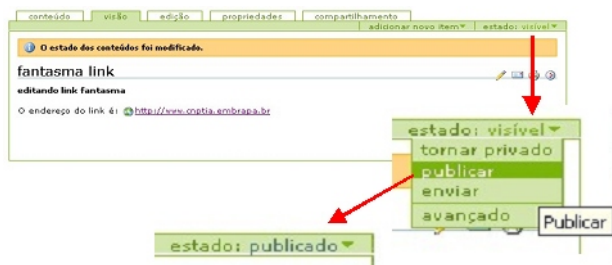 conteúdo visão edição propriedades compartilhamento
adicionar novo item estado: visível
O estado dos conteúdos foi modificado.
fantasma link
editando link fantasma
O endereço do link é: http://www.cnptia.embrapa.br
estado: visível
tornar privado
publicar
enviar
avançado
Publicar
estado: publicado